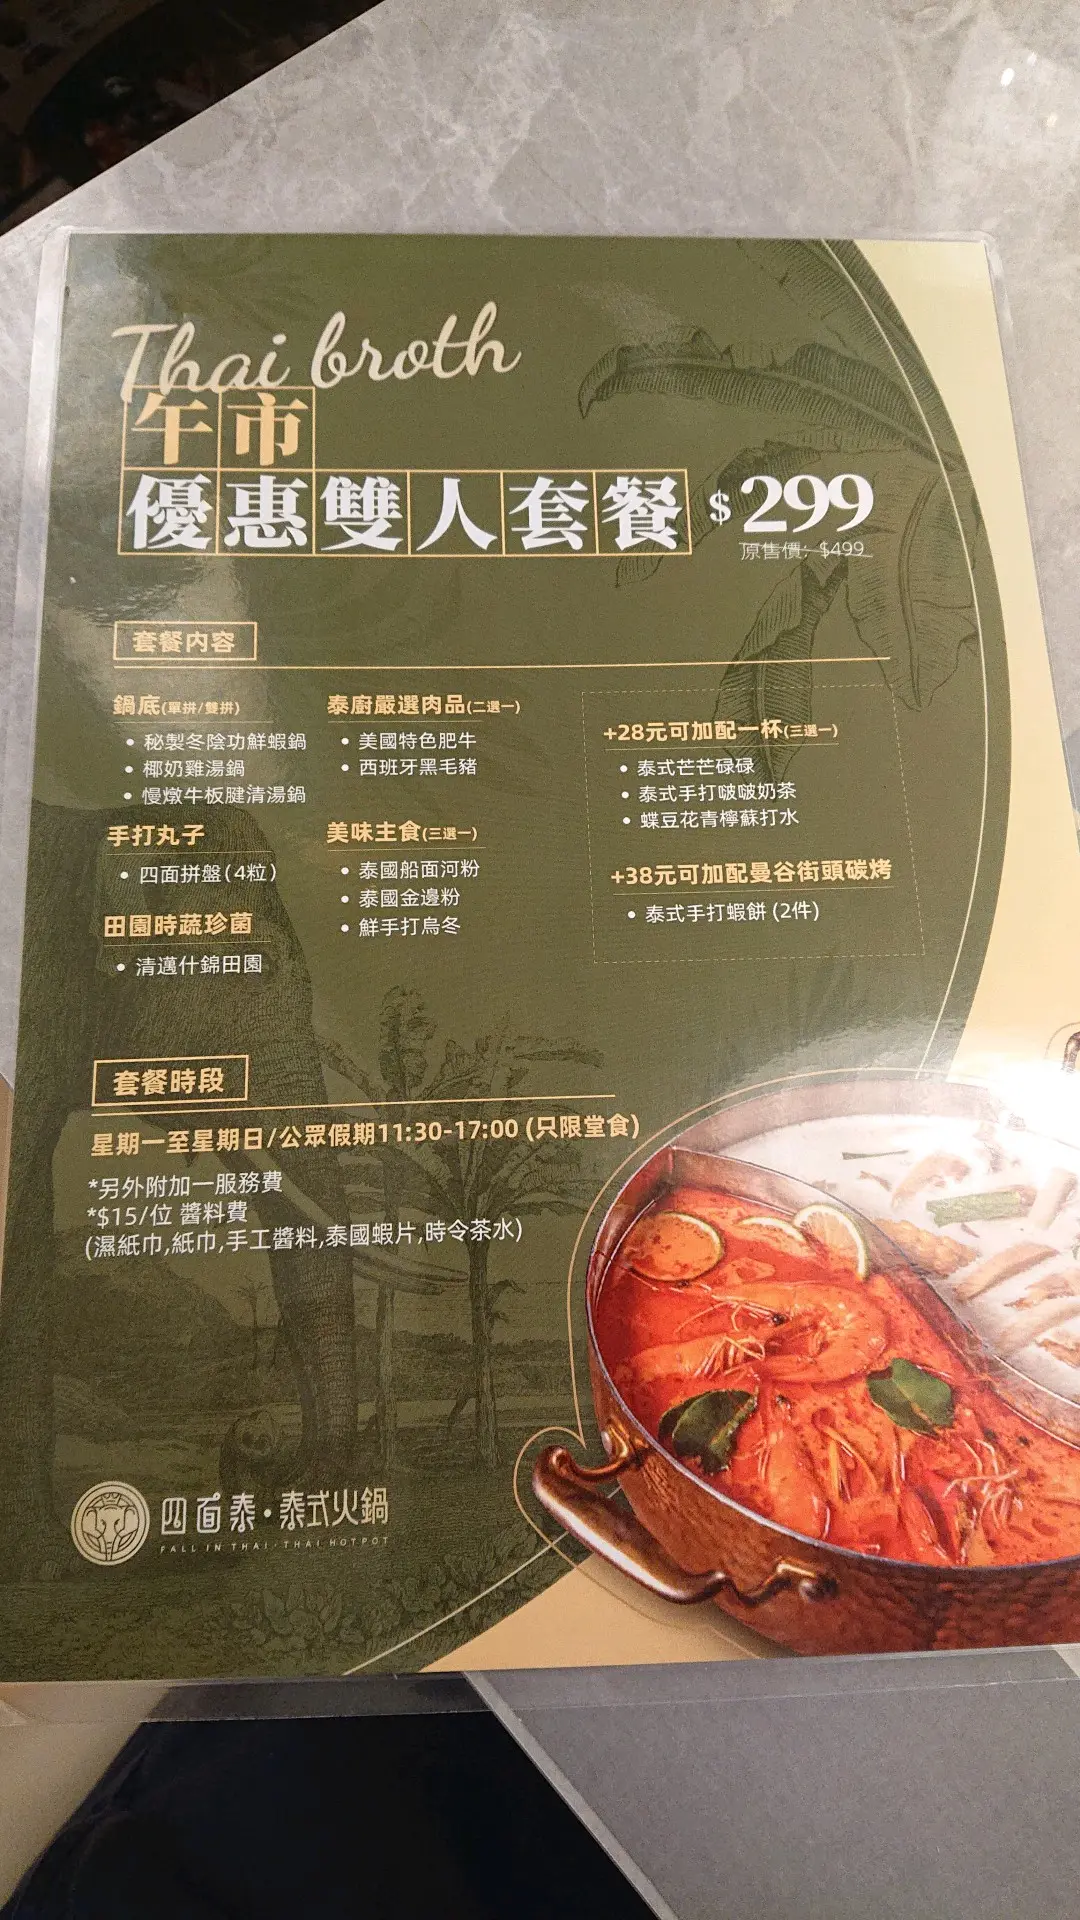 Thai broth
午市
優惠雙人套餐 $299
原售價: $499
套餐內容
鍋底(單拼/雙拼)
• 秘製冬陰功鮮蝦鍋
• 椰奶雞湯鍋
• 慢燉牛板腱清湯鍋
手打丸子
• 四面拼盤(4粒)
田園時蔬珍菌
• 清邁什錦田園
泰廚嚴選肉品(二選一)
• 美國特色肥牛
• 西班牙黑毛豬
美味主食(三選一)
• 泰國船面河粉
• 泰國金邊粉
• 鮮手打烏冬
+28元可加配一杯(三選一)
• 泰式芒芒碌碌
• 泰式手打啵啵奶茶
• 蝶豆花青檸蘇打水
+38元可加配曼谷街頭碳烤
• 泰式手打蝦餅 (2件)
套餐時段
星期一至星期日/公眾假期11:30-17:00 (只限堂食)
*另外附加一服務費
*$15/位 醬料費
(濕紙巾,紙巾,手工醬料,泰國蝦片,時令茶水)
四面泰·泰式火鍋
FALL IN THAI · THAI HOTPOT